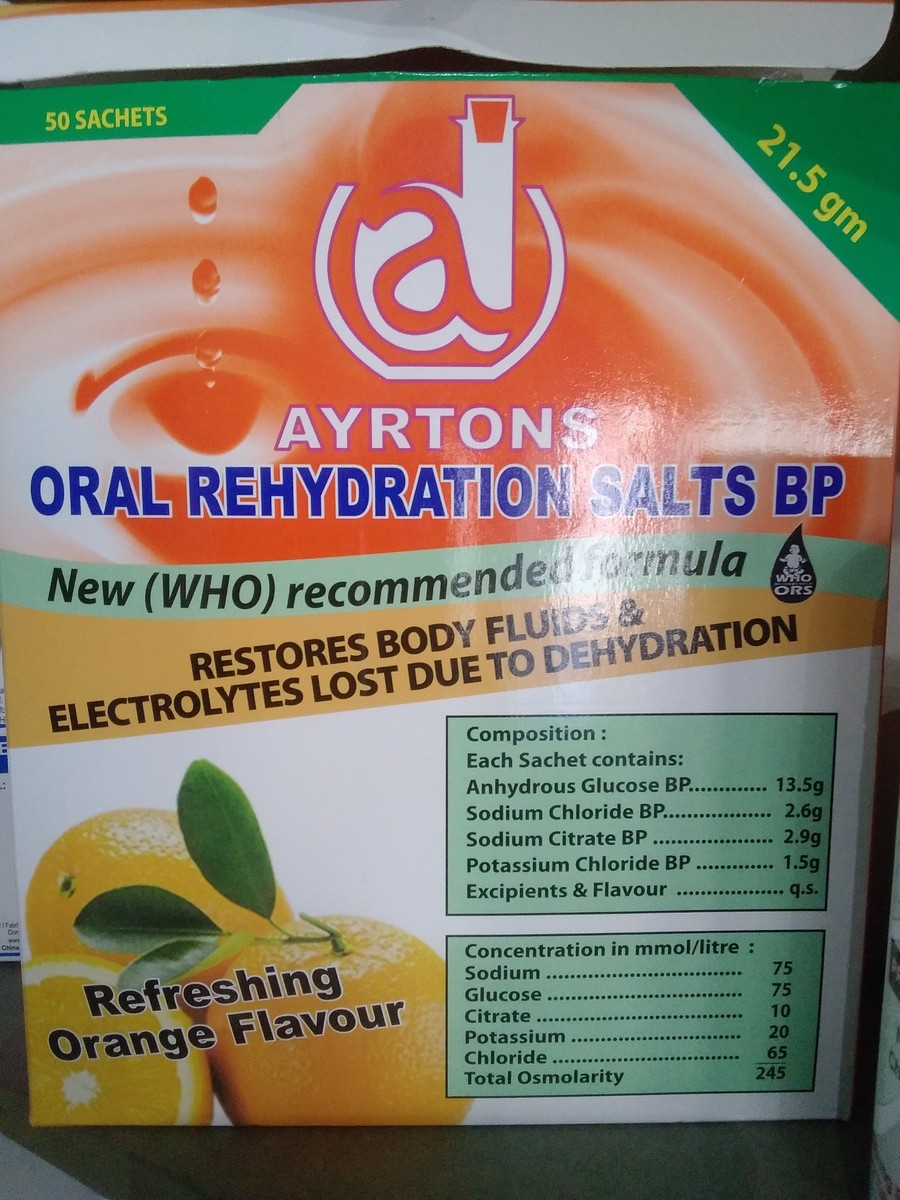 50 SACHETS
21.5 gm
a
AYRTONS
ORAL REHYDRATION SALTS BP
New (WHO) recommended formula
WHO
ORS
RESTORES BODY FLUIDS &
ELECTROLYTES LOST DUE TO DEHYDRATION
Composition :
Each Sachet contains:
Anhydrous Glucose BP............. 13.5g
Sodium Chloride BP................... 2.6g
Sodium Citrate BP ..................... 2.9g
Potassium Chloride BP ............. 1.5g
Excipients & Flavour .................. q.s.
Concentration in mmol/litre :
Sodium ...................................... 75
Glucose ..................................... 75
Citrate ....................................... 10
Potassium ................................. 20
Chloride .................................... 65
Total Osmolarity 245
Refreshing
Orange Flavour
China